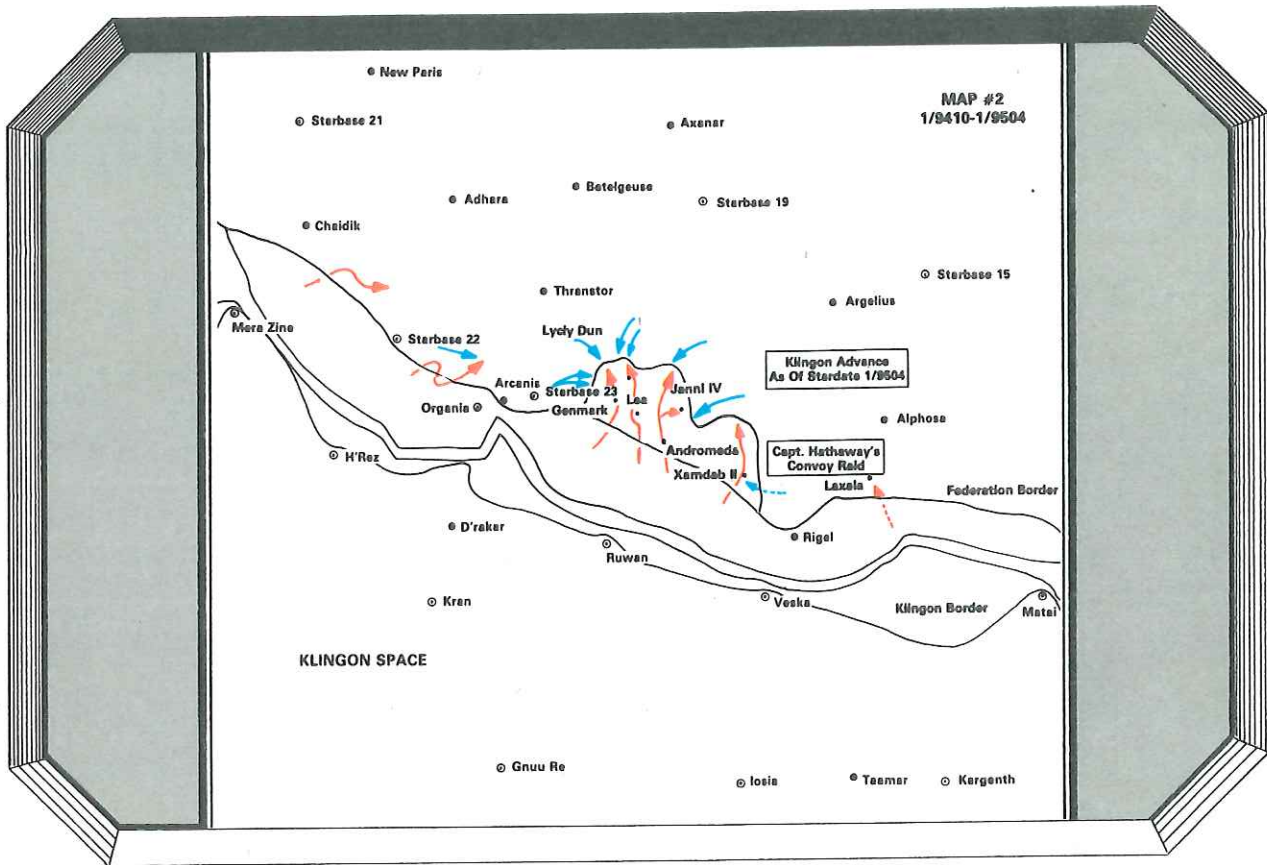 New Paris
MAP #2
1/9410-1/9504
Starbase 21
Axanar
Betelgeuse
Adhara
Starbase 19
Chaidik
Starbase 15
Thranstor
Argelius
Mera Zine
Lyely Dun
Starbase 22
Klingon Advance
As Of Stardate 1/9504
Arcanis
Starbase 23
Janni IV
Organia
Genmark
Lea
Alphosa
H'Rez
Andromeda
Capt. Hathaway's
Convoy Raid
Xamdab II
Laxala
Federation Border
D'rakar
Rigel
Ruwan
Kran
Veska
Klingon Border
Matai
KLINGON SPACE
Gnuu Re
Iosia
Taamar
Karganth